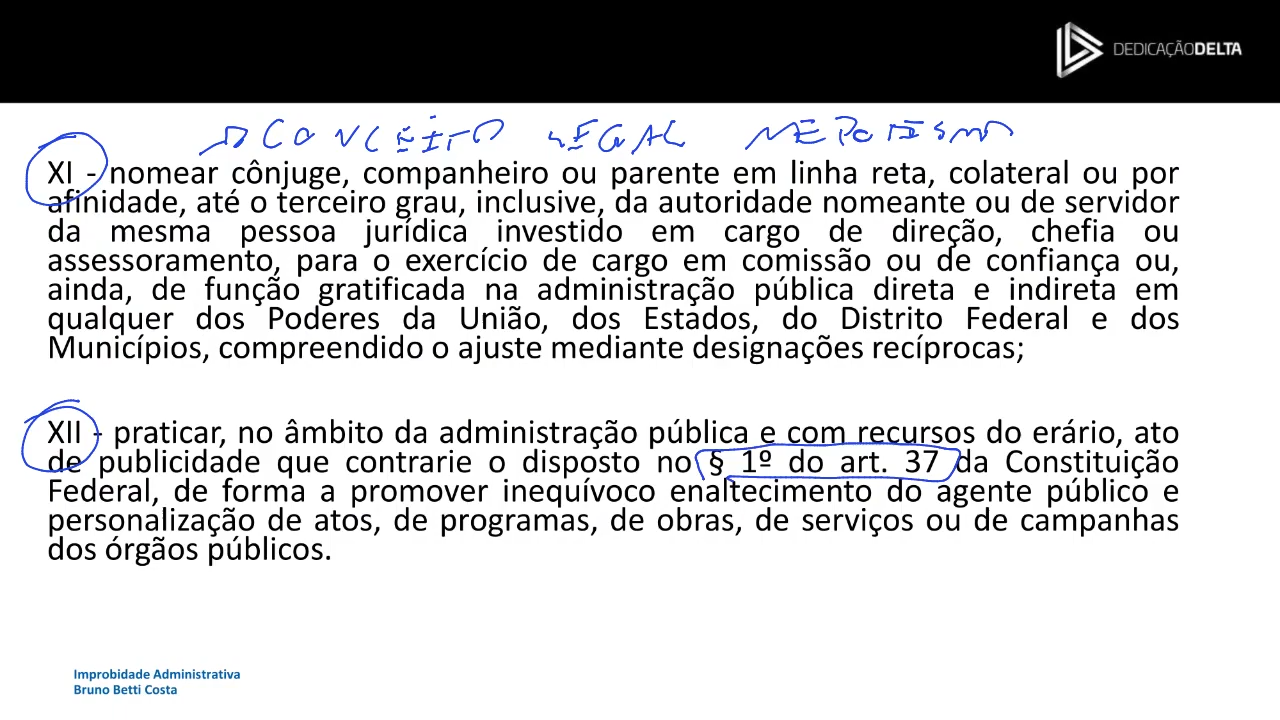 DEDICAÇÃODELTA
→ CONCEITO LEGAL NEPOTISMO
XI - nomear cônjuge, companheiro ou parente em linha reta, colateral ou por
afinidade, até o terceiro grau, inclusive, da autoridade nomeante ou de servidor
da mesma pessoa jurídica investido em cargo de direção, chefia ou
assessoramento, para o exercício de cargo em comissão ou de confiança ou,
ainda, de função gratificada na administração pública direta e indireta em
qualquer dos Poderes da União, dos Estados, do Distrito Federal e dos
Municípios, compreendido o ajuste mediante designações recíprocas;
XII - praticar, no âmbito da administração pública e com recursos do erário, ato
de publicidade que contrarie o disposto no § 1º do art. 37 da Constituição
Federal, de forma a promover inequívoco enaltecimento do agente público e
personalização de atos, de programas, de obras, de serviços ou de campanhas
dos órgãos públicos.
Improbidade Administrativa
Bruno Betti Costa